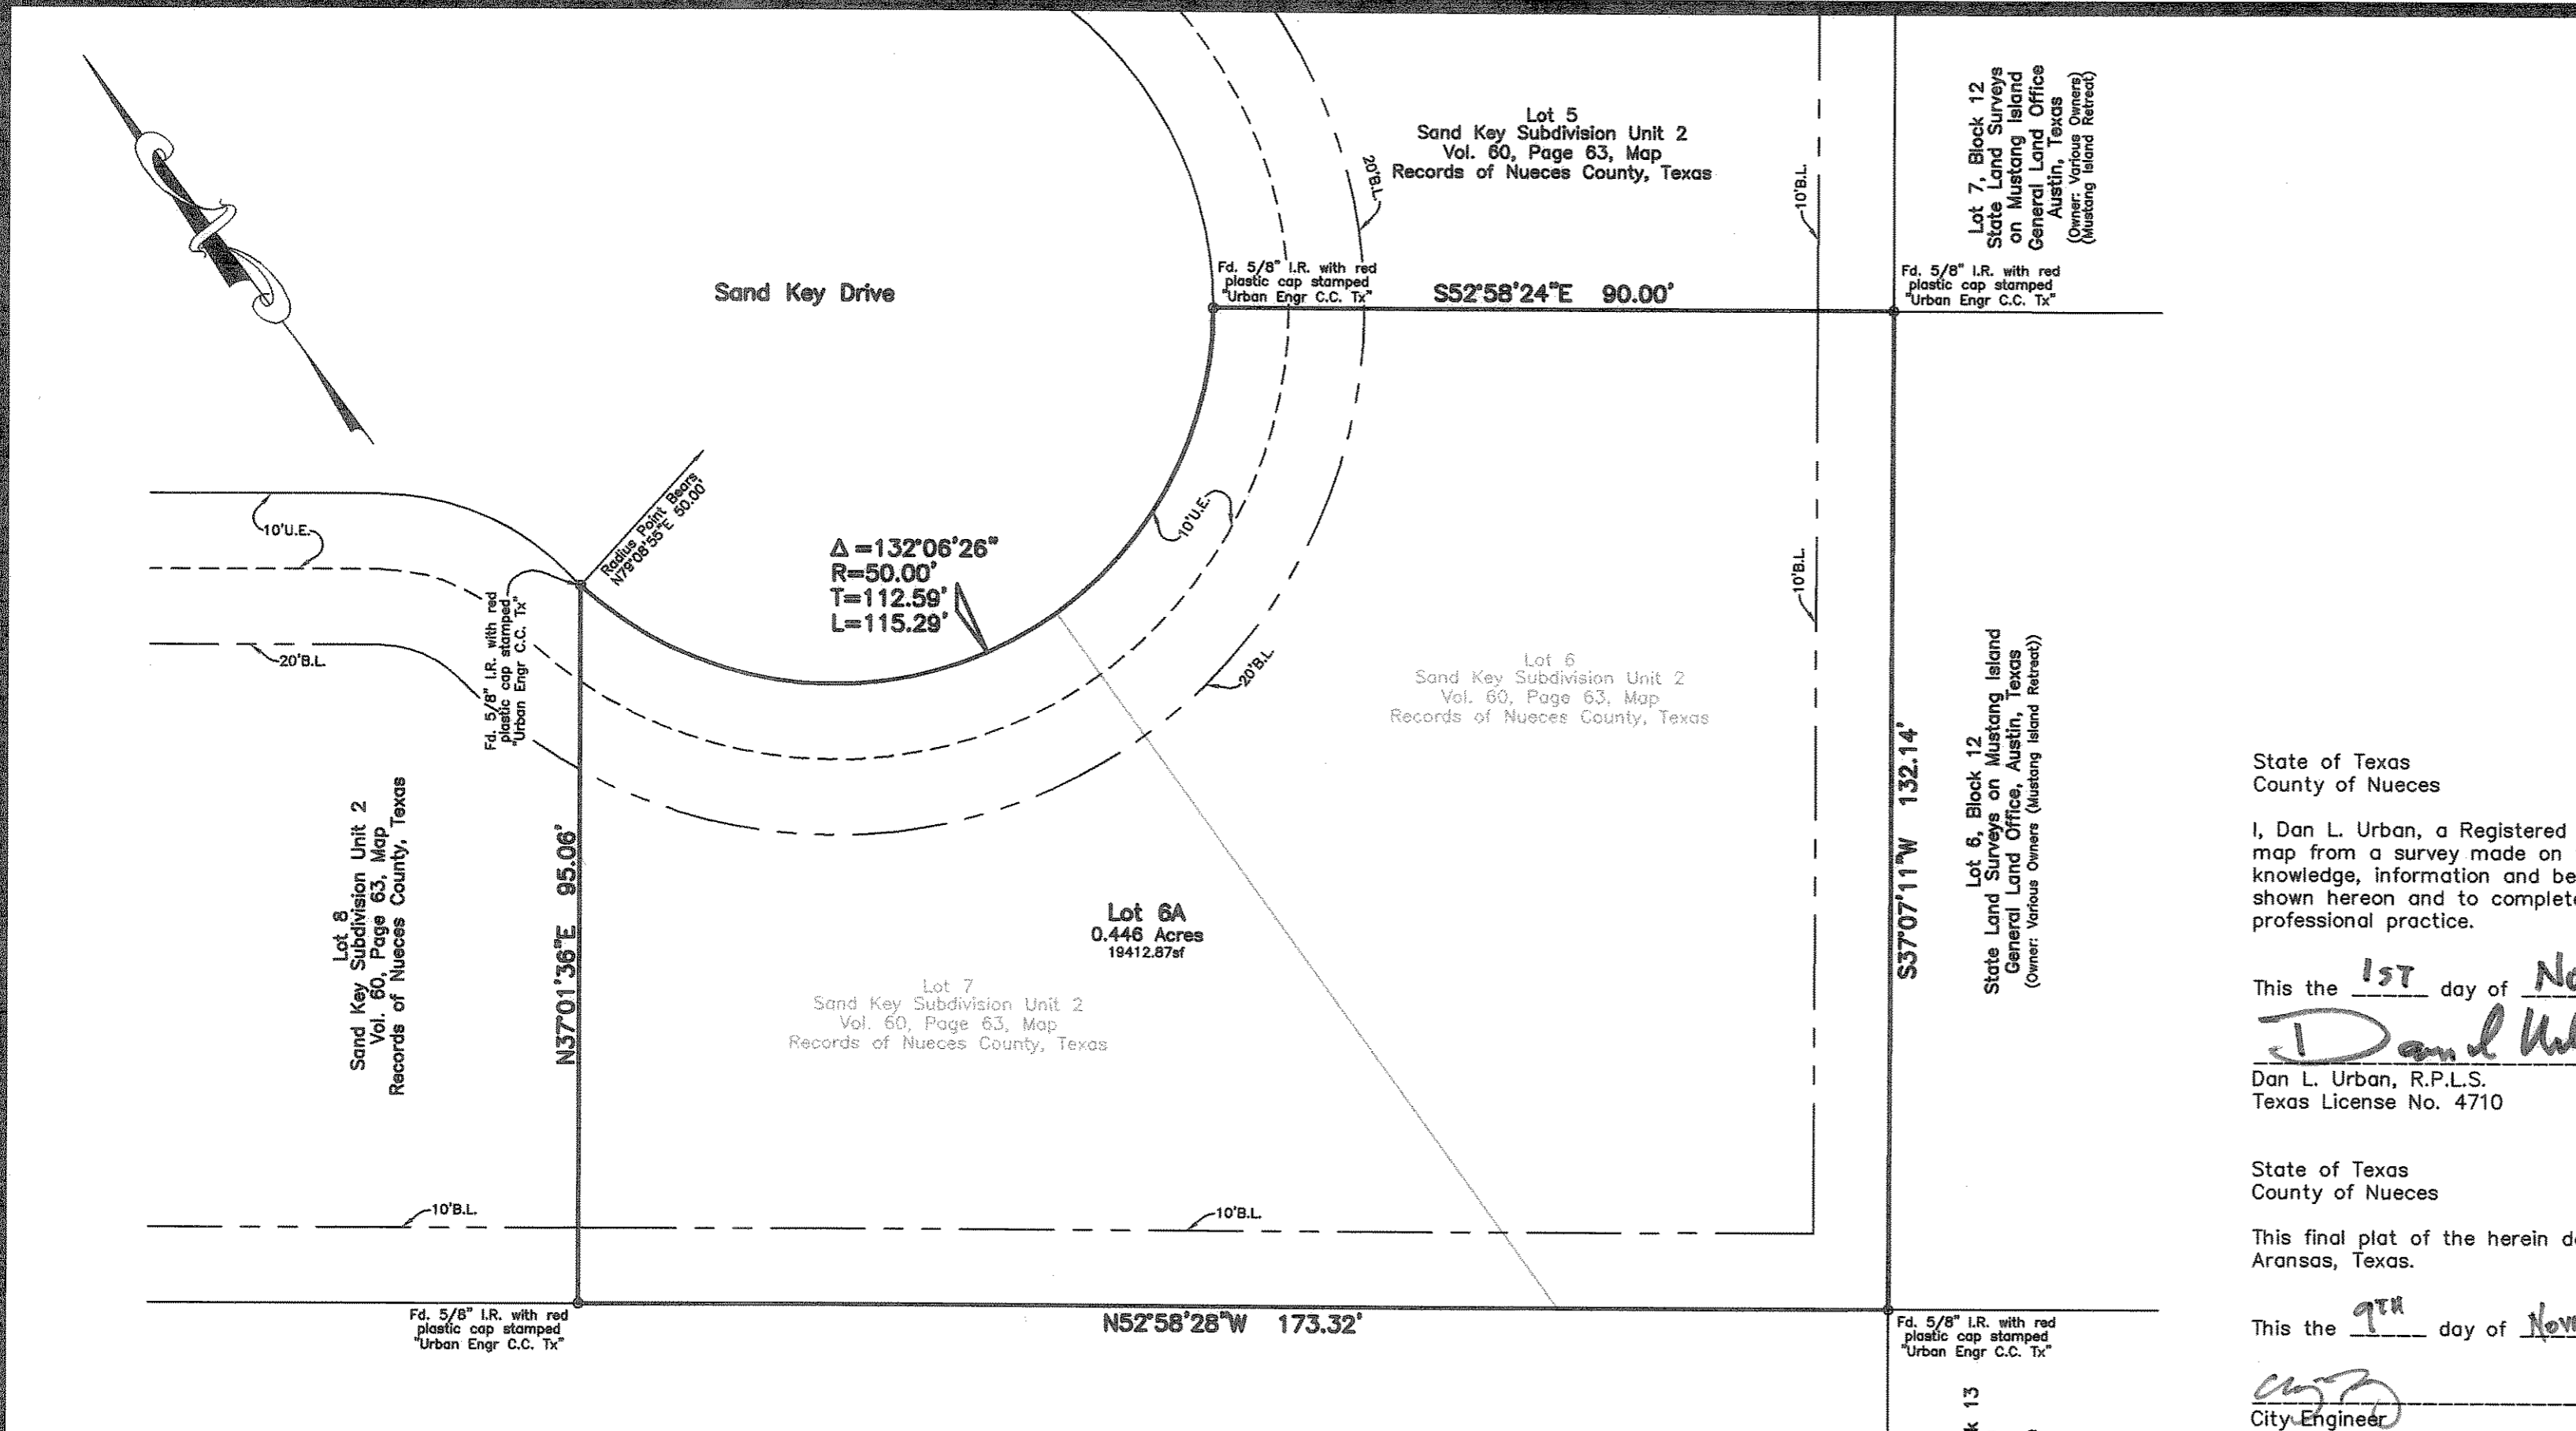 Lot 5
Sand Key Subdivision Unit 2
Vol. 60, Page 63, Map
Records of Nueces County, Texas
20'B.L.
10'B.L.
Lot 7, Block 12
State Land Surveys
on Mustang Island
General Land Office
Austin, Texas
(Owner: Various Owners)
(Mustang Island Retreat)
Sand Key Drive
Fd. 5/8" I.R. with red
plastic cap stamped
"Urban Engr C.C. Tx"
S52°58'24"E 90.00'
Fd. 5/8" I.R. with red
plastic cap stamped
"Urban Engr C.C. Tx"
10'U.E.
Radius Point Bears
N79°08'55"E 50.00'
Δ =132°06'26"
R=50.00'
T=112.59'
L=115.29'
10'U.E.
10'B.L.
20'B.L.
Fd. 5/8" I.R. with red
plastic cap stamped
"Urban Engr C.C. Tx"
20'B.L.
Lot 6
Sand Key Subdivision Unit 2
Vol. 60, Page 63, Map
Records of Nueces County, Texas
S37°07'11"W 132.14'
Lot 6, Block 12
State Land Surveys on Mustang Island
General Land Office, Austin, Texas
(Owner: Various Owners (Mustang Island Retreat))
Lot 8
Sand Key Subdivision Unit 2
Vol. 60, Page 63, Map
Records of Nueces County, Texas
N37°01'36"E 95.06'
Lot 6A
0.446 Acres
19412.87sf
Lot 7
Sand Key Subdivision Unit 2
Vol. 60, Page 63, Map
Records of Nueces County, Texas
10'B.L.
10'B.L.
Fd. 5/8" I.R. with red
plastic cap stamped
"Urban Engr C.C. Tx"
N52°58'28"W 173.32'
Fd. 5/8" I.R. with red
plastic cap stamped
"Urban Engr C.C. Tx"
k 13
State of Texas
County of Nueces
I, Dan L. Urban, a Registered
map from a survey made on
knowledge, information and be
shown hereon and to complete
professional practice.
This the 1ST day of No
Dan L. Urban, R.P.L.S.
Texas License No. 4710
State of Texas
County of Nueces
This final plat of the herein d
Aransas, Texas.
This the 9TH day of Nov
City Engineer